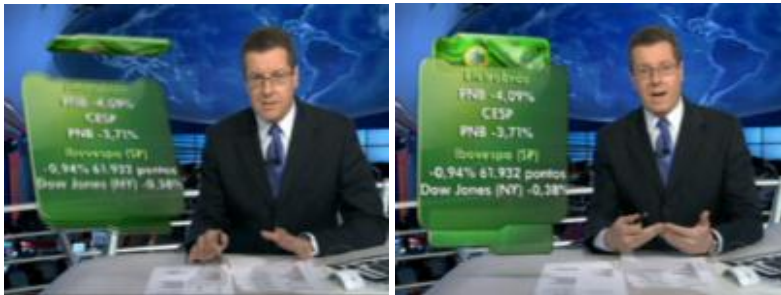 PNB -4,09%
CESP
PNB -3,71%
Ibovespa (SP)
-0,94% 61.932 pontos
Dow Jones (NY) -0,38%
Eletrobras
PNB -4,09%
CESP
PNB -3,71%
Ibovespa (SP)
-0,94% 61.932 pontos
Dow Jones (NY) -0,38%